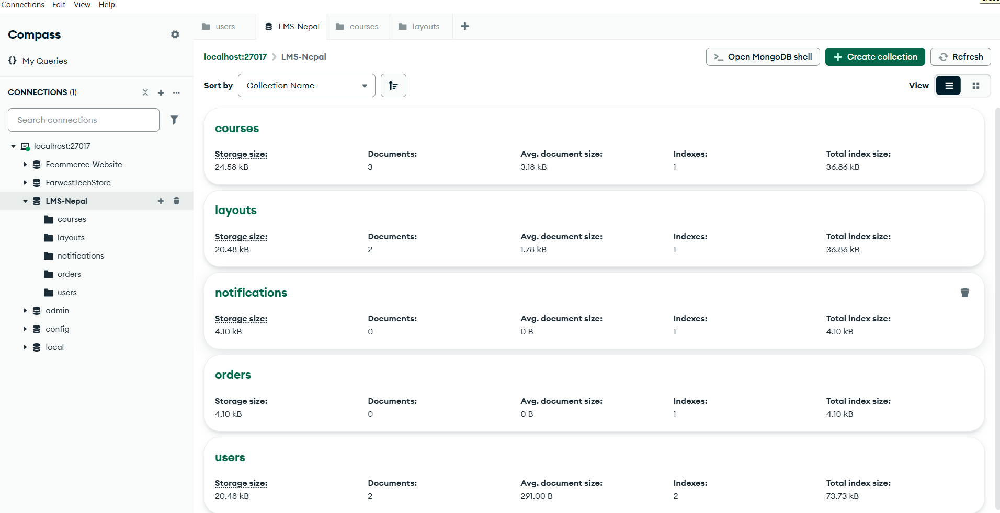 Connections Edit View Help
Compass
My Queries
CONNECTIONS (1)
Search connections
localhost:27017
Ecommerce-Website
FarwestTechStore
LMS-Nepal
courses
layouts
notifications
orders
users
admin
config
local
users LMS-Nepal courses layouts
localhost:27017 LMS-Nepal
Open MongoDB shell Create collection Refresh
Sort by Collection Name View
courses
Storage size: Documents: Avg. document size: Indexes: Total index size:
24.58 kB 3 3.18 kB 1 36.86 kB
layouts
Storage size: Documents: Avg. document size: Indexes: Total index size:
20.48 kB 2 1.78 kB 1 36.86 kB
notifications
Storage size: Documents: Avg. document size: Indexes: Total index size:
4.10 kB 0 0 B 1 4.10 kB
orders
Storage size: Documents: Avg. document size: Indexes: Total index size:
4.10 kB 0 0 B 1 4.10 kB
users
Storage size: Documents: Avg. document size: Indexes: Total index size:
20.48 kB 2 291.00 B 2 73.73 kB